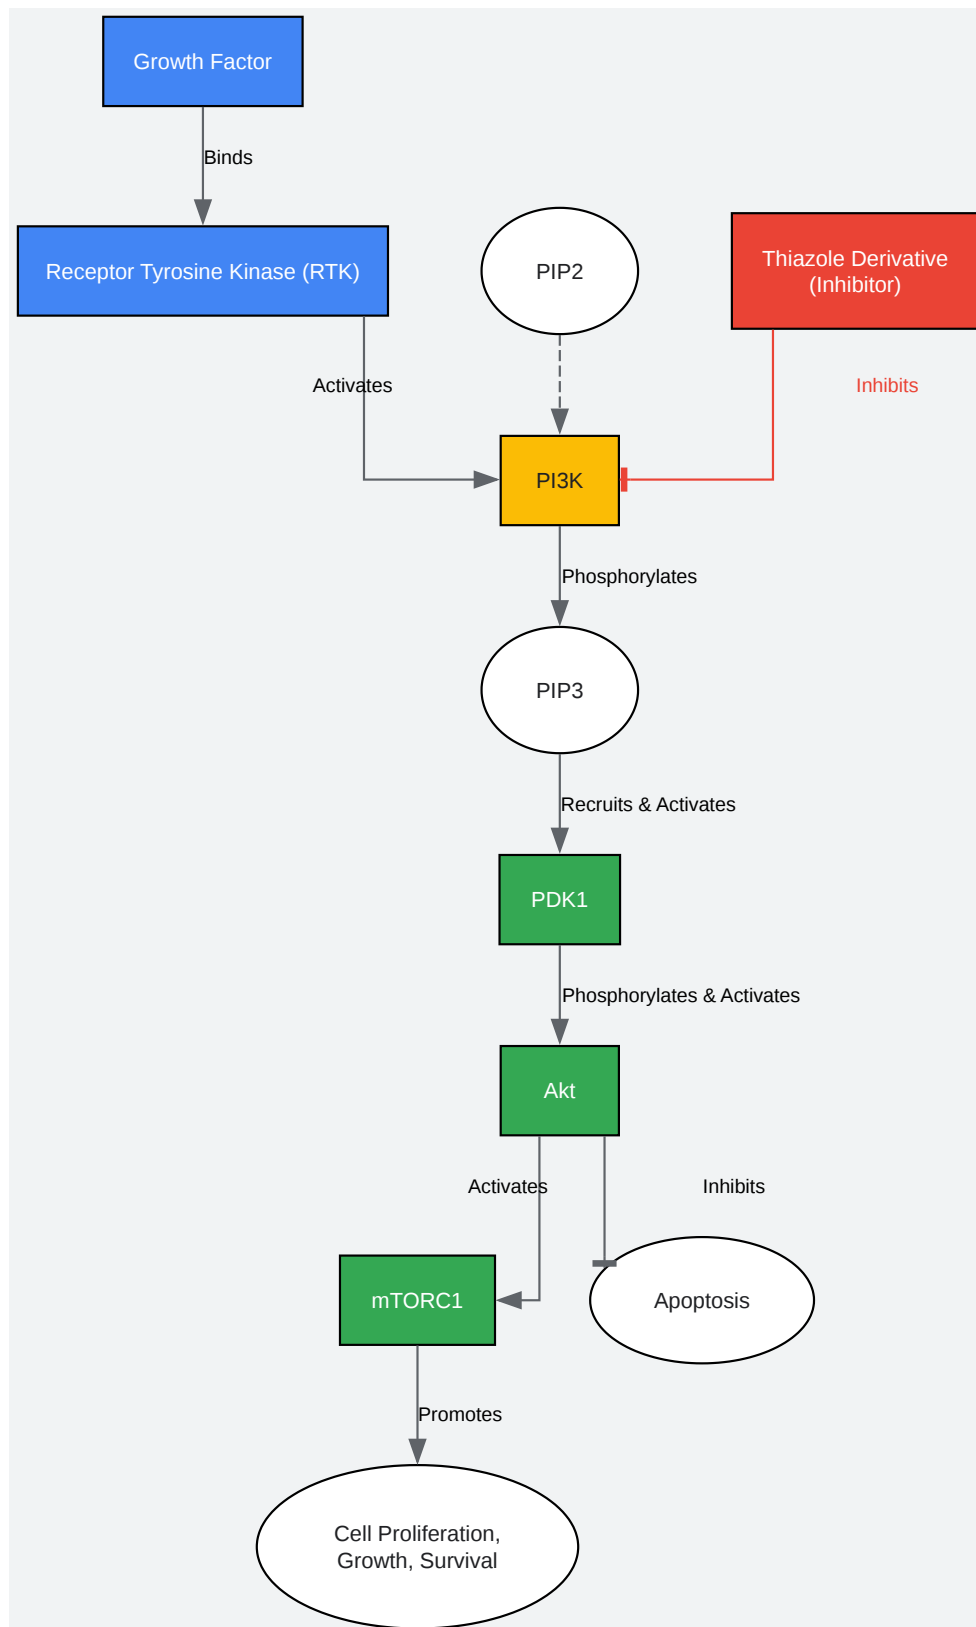 Growth Factor
Binds
Receptor Tyrosine Kinase (RTK)
PIP2
Thiazole Derivative
(Inhibitor)
Activates
Inhibits
PI3K
Phosphorylates
PIP3
Recruits & Activates
PDK1
Phosphorylates & Activates
Akt
Activates
Inhibits
mTORC1
Apoptosis
Promotes
Cell Proliferation,
Growth, Survival